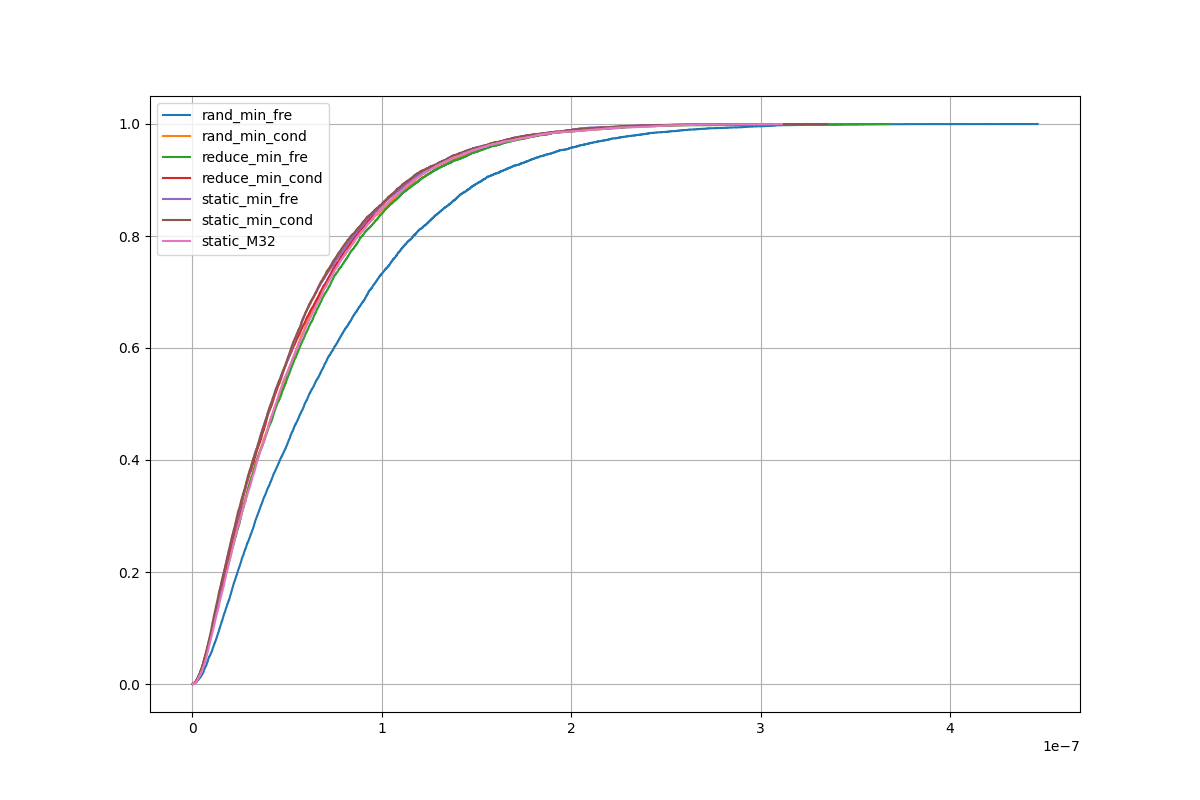 rand_min_fre
rand_min_cond
reduce_min_fre
reduce_min_cond
static_min_fre
static_min_cond
static_M32
1.0
0.8
0.6
0.4
0.2
0.0
0 1 2 3 4
1e−7